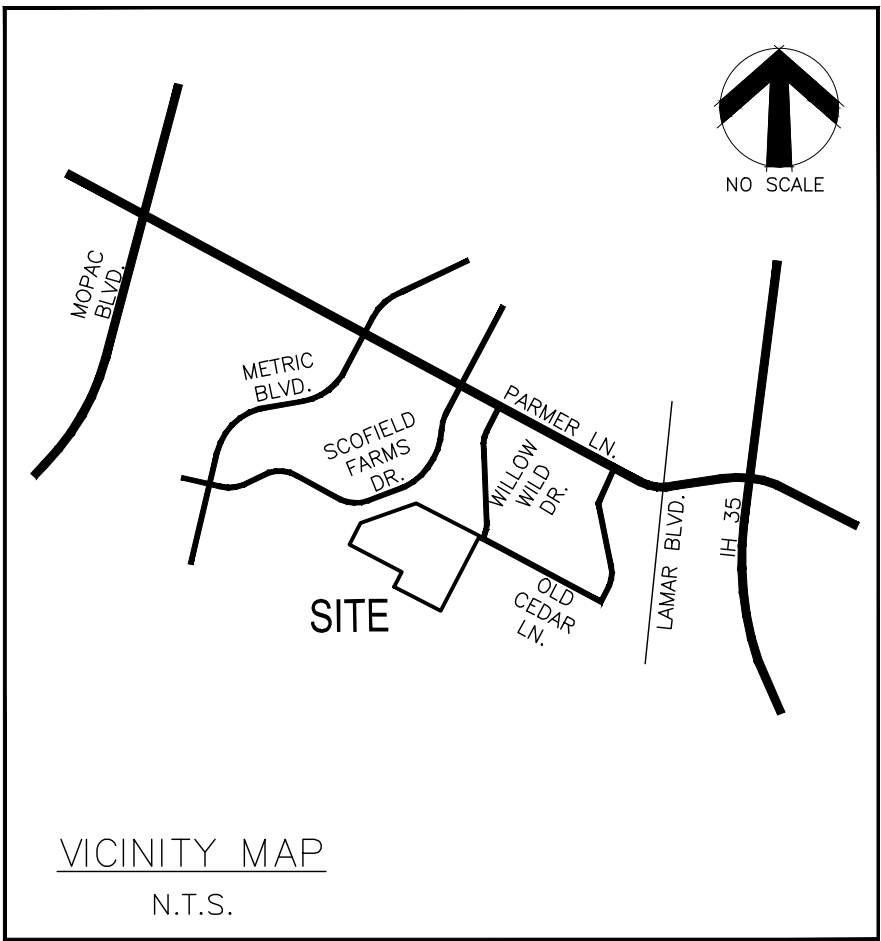 NO SCALE
MOPAC
BLVD.
METRIC
BLVD.
SCOFIELD
FARMS
DR.
PARMER LN.
WILLOW
WILD
DR.
LAMAR BLVD.
IH 35
OLD
CEDAR
LN.
SITE
VICINITY MAP
N.T.S.